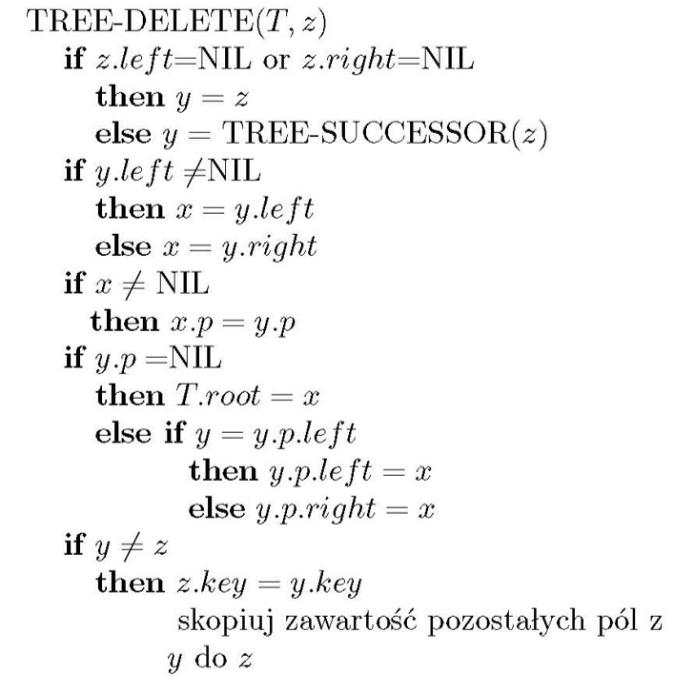 TREE-DELETE(T, z)
if z.left=NIL or z.right=NIL
then y = z
else y = TREE-SUCCESSOR(z)
if y.left ≠NIL
then x = y.left
else x = y.right
if x ≠ NIL
then x.p = y.p
if y.p =NIL
then T.root = x
else if y = y.p.left
then y.p.left = x
else y.p.right = x
if y ≠ z
then z.key = y.key
skopiuj zawartość pozostałych pól z
y do z